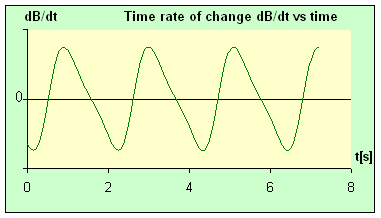 dB/dt Time rate of change dB/dt vs time
0
t[s]
0 2 4 6 8